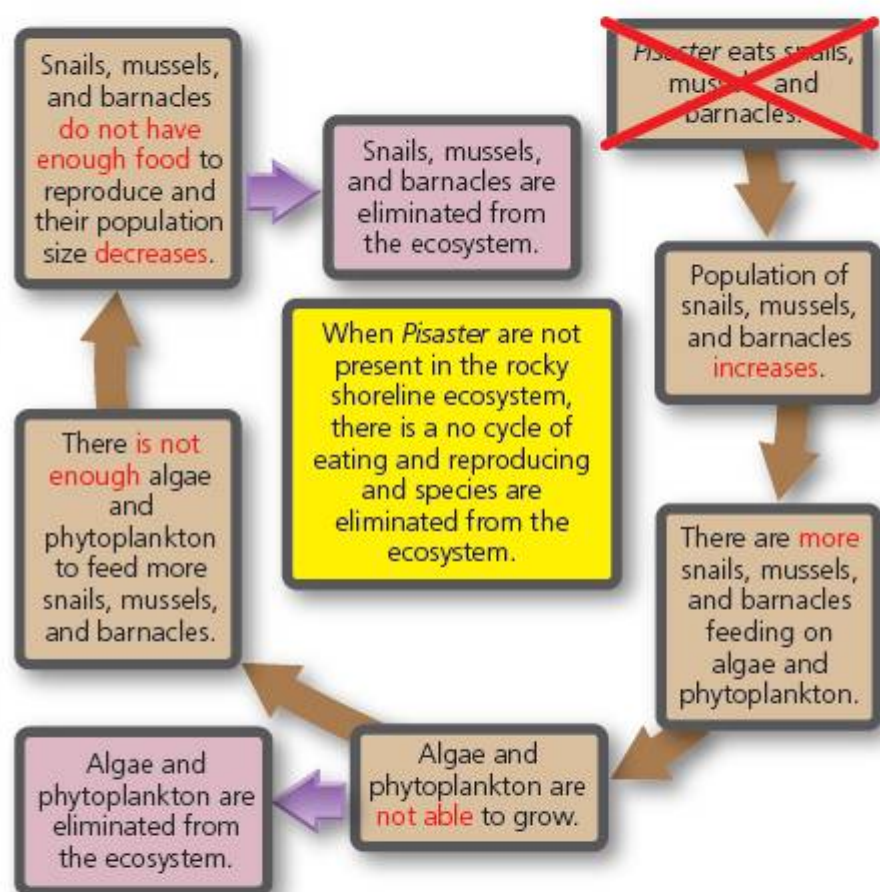 Pisaster eats snails,
mussels, and
barnacles.
Population of
snails, mussels,
and barnacles
increases.
There are more
snails, mussels,
and barnacles
feeding on
algae and
phytoplankton.
Algae and
phytoplankton are
not able to grow.
Algae and
phytoplankton are
eliminated from
the ecosystem.
There is not
enough algae
and
phytoplankton
to feed more
snails, mussels,
and barnacles.
Snails, mussels,
and barnacles
do not have
enough food to
reproduce and
their population
size decreases.
Snails, mussels,
and barnacles are
eliminated from
the ecosystem.
When Pisaster are not
present in the rocky
shoreline ecosystem,
there is a no cycle of
eating and reproducing
and species are
eliminated from the
ecosystem.